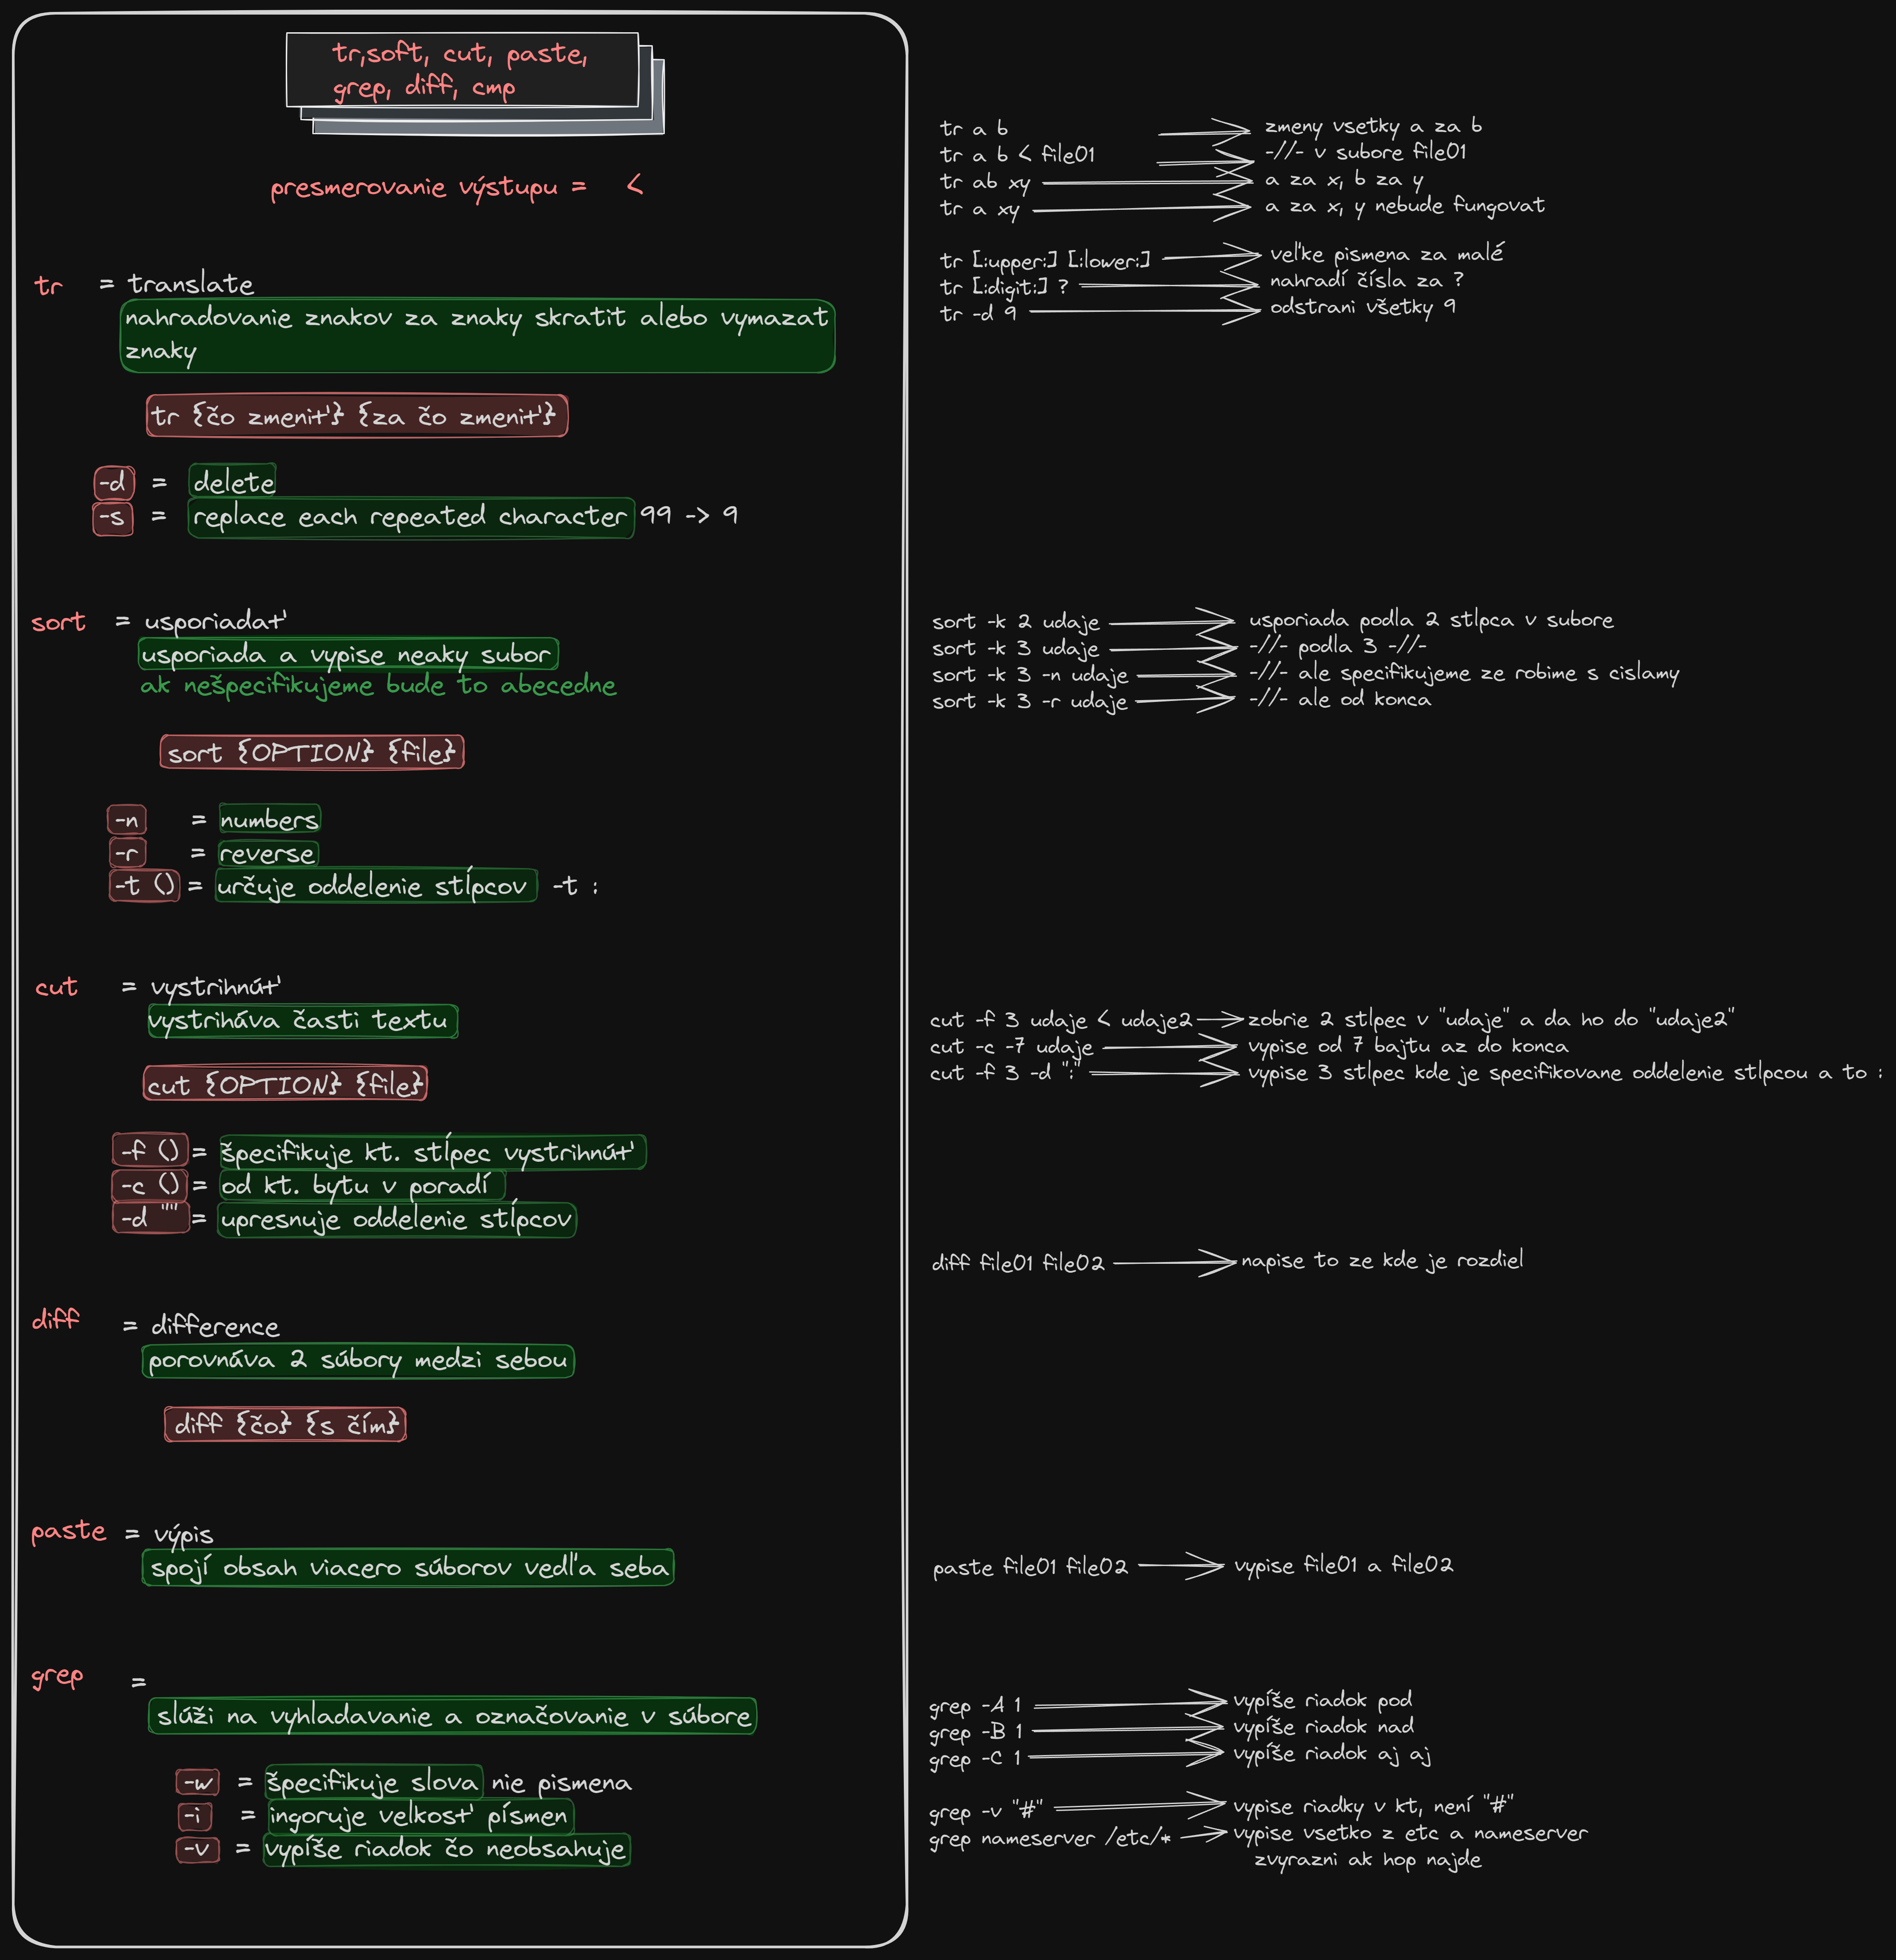 tr,soft, cut, paste,
grep, diff, cmp
presmerovanie výstupu = <
tr = translate
nahradovanie znakov za znaky skratit alebo vymazat
znaky
tr {čo zmeniť} {za čo zmeniť}
-d = delete
-s = replace each repeated character 99 -> 9
sort = usporiadať
usporiada a vypise neaky subor
ak nešpecifikujeme bude to abecedne
sort {OPTION} {file}
-n = numbers
-r = reverse
-t () = určuje oddelenie stĺpcov -t :
cut = vystrihnúť
vystriháva časti textu
cut {OPTION} {file}
-f () = špecifikuje kt. stĺpec vystrihnúť
-c () = od kt. bytu v poradí
-d "" = upresnuje oddelenie stĺpcov
diff = difference
porovnáva 2 súbory medzi sebou
diff {čo} {s čím}
paste = výpis
spojí obsah viacero súborov vedľa seba
grep =
slúži na vyhladavanie a označovanie v súbore
-w = špecifikuje slova nie pismena
-i = ingoruje velkosť písmen
-v = vypíše riadok čo neobsahuje
tr a b zmeny vsetky a za b
tr a b < file01 -//- v subore file01
tr ab xy a za x, b za y
tr a xy a za x, y nebude fungovat
tr [:upper:] [:lower:] veľke pismena za malé
tr [:digit:] ? nahradí čísla za ?
tr -d 9 odstrani všetky 9
sort -k 2 udaje usporiada podla 2 stlpca v subore
sort -k 3 udaje -//- podla 3 -//-
sort -k 3 -n udaje -//- ale specifikujeme ze robime s cislamy
sort -k 3 -r udaje -//- ale od konca
cut -f 3 udaje < udaje2 zobrie 2 stlpec v "udaje" a da ho do "udaje2"
cut -c -7 udaje vypise od 7 bajtu az do konca
cut -f 3 -d ":" vypise 3 stlpec kde je specifikovane oddelenie stlpcou a to :
diff file01 file02 napise to ze kde je rozdiel
paste file01 file02 vypise file01 a file02
grep -A 1 vypíše riadok pod
grep -B 1 vypíše riadok nad
grep -C 1 vypíše riadok aj aj
grep -v "#" vypise riadky v kt, není "#"
grep nameserver /etc/* vypise vsetko z etc a nameserver
zvyrazni ak hop najde